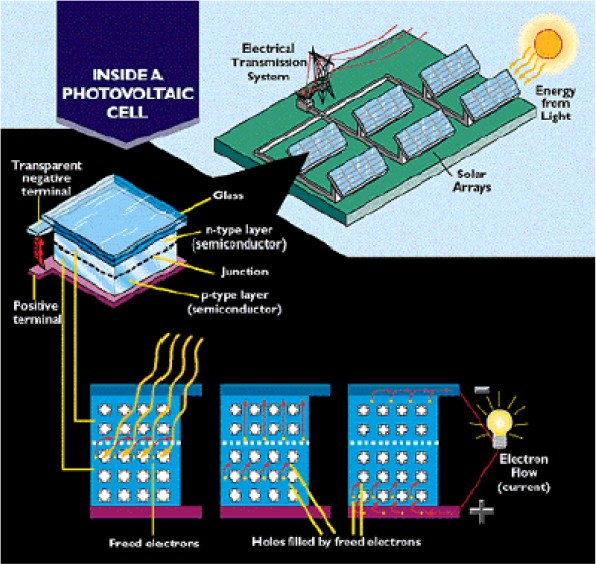 INSIDE A
PHOTOVOLTAIC
CELL
Electrical
Transmission
System
Energy
from
Light
Solar
Arrays
Transparent
negative
terminal
Glass
n-type layer
(semiconductor)
Junction
p-type layer
(semiconductor)
Positive
terminal
Freed electrons
Holes filled by freed electrons
−
+
Electron
Flow
(current)